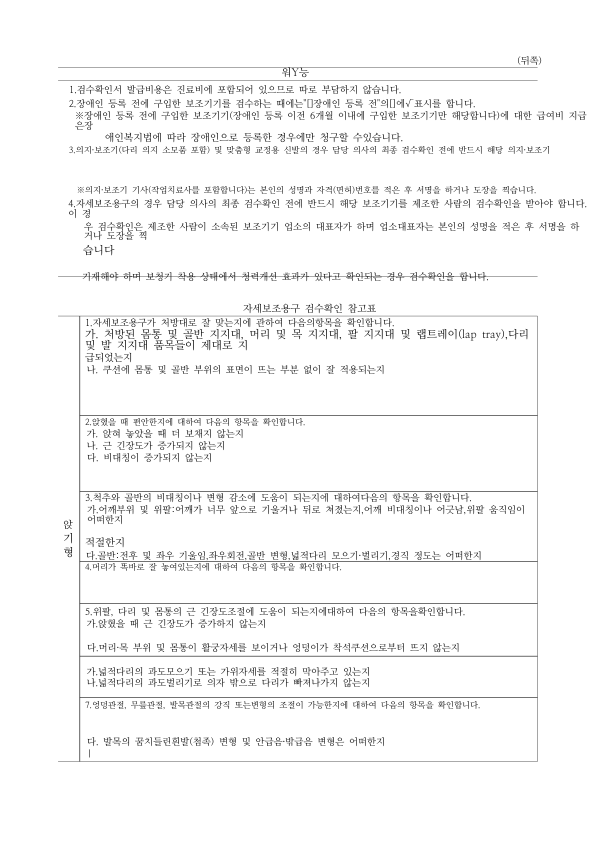 (뒤쪽)
워Y능
1.검수확인서 발급비용은 진료비에 포함되어 있으므로 따로 부담하지 않습니다.
2.장애인 등록 전에 구입한 보조기기를 검수하는 때에는"[]장애인 등록 전"의[]에√ 표시를 합니다.
※장애인 등록 전에 구입한 보조기기(장애인 등록 이전 6개월 이내에 구입한 보조기기만 해당합니다)에 대한 급여비 지급
은장
애인복지법에 따라 장애인으로 등록한 경우에만 청구할 수있습니다.
3.의지·보조기(다리 의지 소모품 포함) 및 맞춤형 교정용 신발의 경우 담당 의사의 최종 검수확인 전에 반드시 해당 의지·보조기
※의지·보조기 기사(작업치료사를 포함합니다)는 본인의 성명과 자격(면허)번호를 적은 후 서명을 하거나 도장을 찍습니다.
4.자세보조용구의 경우 담당 의사의 최종 검수확인 전에 반드시 해당 보조기기를 제조한 사람의 검수확인을 받아야 합니다.
이 경
우 검수확인은 제조한 사람이 소속된 보조기기 업소의 대표자가 하며 업소대표자는 본인의 성명을 적은 후 서명을 하
거나 도장을 찍
습니다
기재해야 하며 보청기 착용 상태에서 청력개선 효과가 있다고 확인되는 경우 검수확인을 합니다.
자세보조용구 검수확인 참고표
앉
기
형
1.자세보조용구가 처방대로 잘 맞는지에 관하여 다음의항목을 확인합니다.
가. 처방된 몸통 및 골반 지지대, 머리 및 목 지지대, 팔 지지대 및 랩트레이(lap tray),다리
및 발 지지대 품목들이 제대로 지
급되었는지
나. 쿠션에 몸통 및 골반 부위의 표면이 뜨는 부분 없이 잘 적용되는지
2.앉혔을 때 편안한지에 대하여 다음의 항목을 확인합니다.
가. 앉혀 놓았을 때 더 보채지 않는지
나. 근 긴장도가 증가되지 않는지
다. 비대칭이 증가되지 않는지
3.척추와 골반의 비대칭이나 변형 감소에 도움이 되는지에 대하여다음의 항목을 확인합니다.
가.어깨부위 및 위팔:어깨가 너무 앞으로 기울거나 뒤로 쳐졌는지,어깨 비대칭이나 어긋남,위팔 움직임이
어떠한지
적절한지
다.골반:전후 및 좌우 기울임,좌우회전,골반 변형,넓적다리 모으기·벌리기,경직 정도는 어떠한지
4.머리가 똑바로 잘 놓여있는지에 대하여 다음의 항목을 확인합니다.
5.위팔, 다리 및 몸통의 근 긴장도조절에 도움이 되는지에대하여 다음의 항목을확인합니다.
가.앉혔을 때 근 긴장도가 증가하지 않는지
다.머리·목 부위 및 몸통이 활궁자세를 보이거나 엉덩이가 착석쿠션으로부터 뜨지 않는지
가.넓적다리의 과도모으기 또는 가위자세를 적절히 막아주고 있는지
나.넓적다리의 과도벌리기로 의자 밖으로 다리가 빠져나가지 않는지
7.엉덩관절, 무릎관절, 발목관절의 강직 또는변형의 조절이 가능한지에 대하여 다음의 항목을 확인합니다.
다. 발목의 꿈치들린휜발(첨족) 변형 및 안급음·밖급음 변형은 어떠한지
|